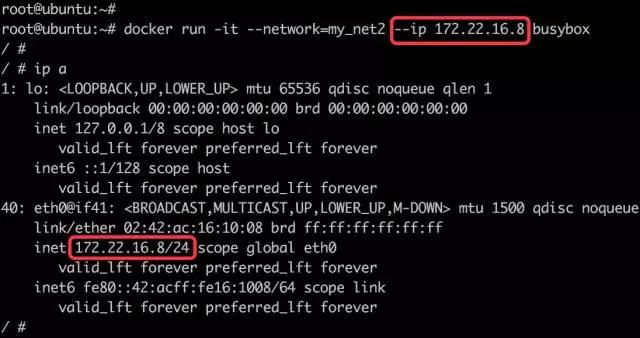 root@ubuntu:~#
root@ubuntu:~# docker run -it --network=my_net2 --ip 172.22.16.8 busybox
/ #
/ # ip a
1: lo: <LOOPBACK,UP,LOWER_UP> mtu 65536 qdisc noqueue qlen 1
    link/loopback 00:00:00:00:00:00 brd 00:00:00:00:00:00
    inet 127.0.0.1/8 scope host lo
       valid_lft forever preferred_lft forever
    inet6 ::1/128 scope host
       valid_lft forever preferred_lft forever
40: eth0@if41: <BROADCAST,MULTICAST,UP,LOWER_UP,M-DOWN> mtu 1500 qdisc noqueue
    link/ether 02:42:ac:16:10:08 brd ff:ff:ff:ff:ff:ff
    inet 172.22.16.8/24 scope global eth0
       valid_lft forever preferred_lft forever
    inet6 fe80::42:acff:fe16:1008/64 scope link
       valid_lft forever preferred_lft forever
/ #